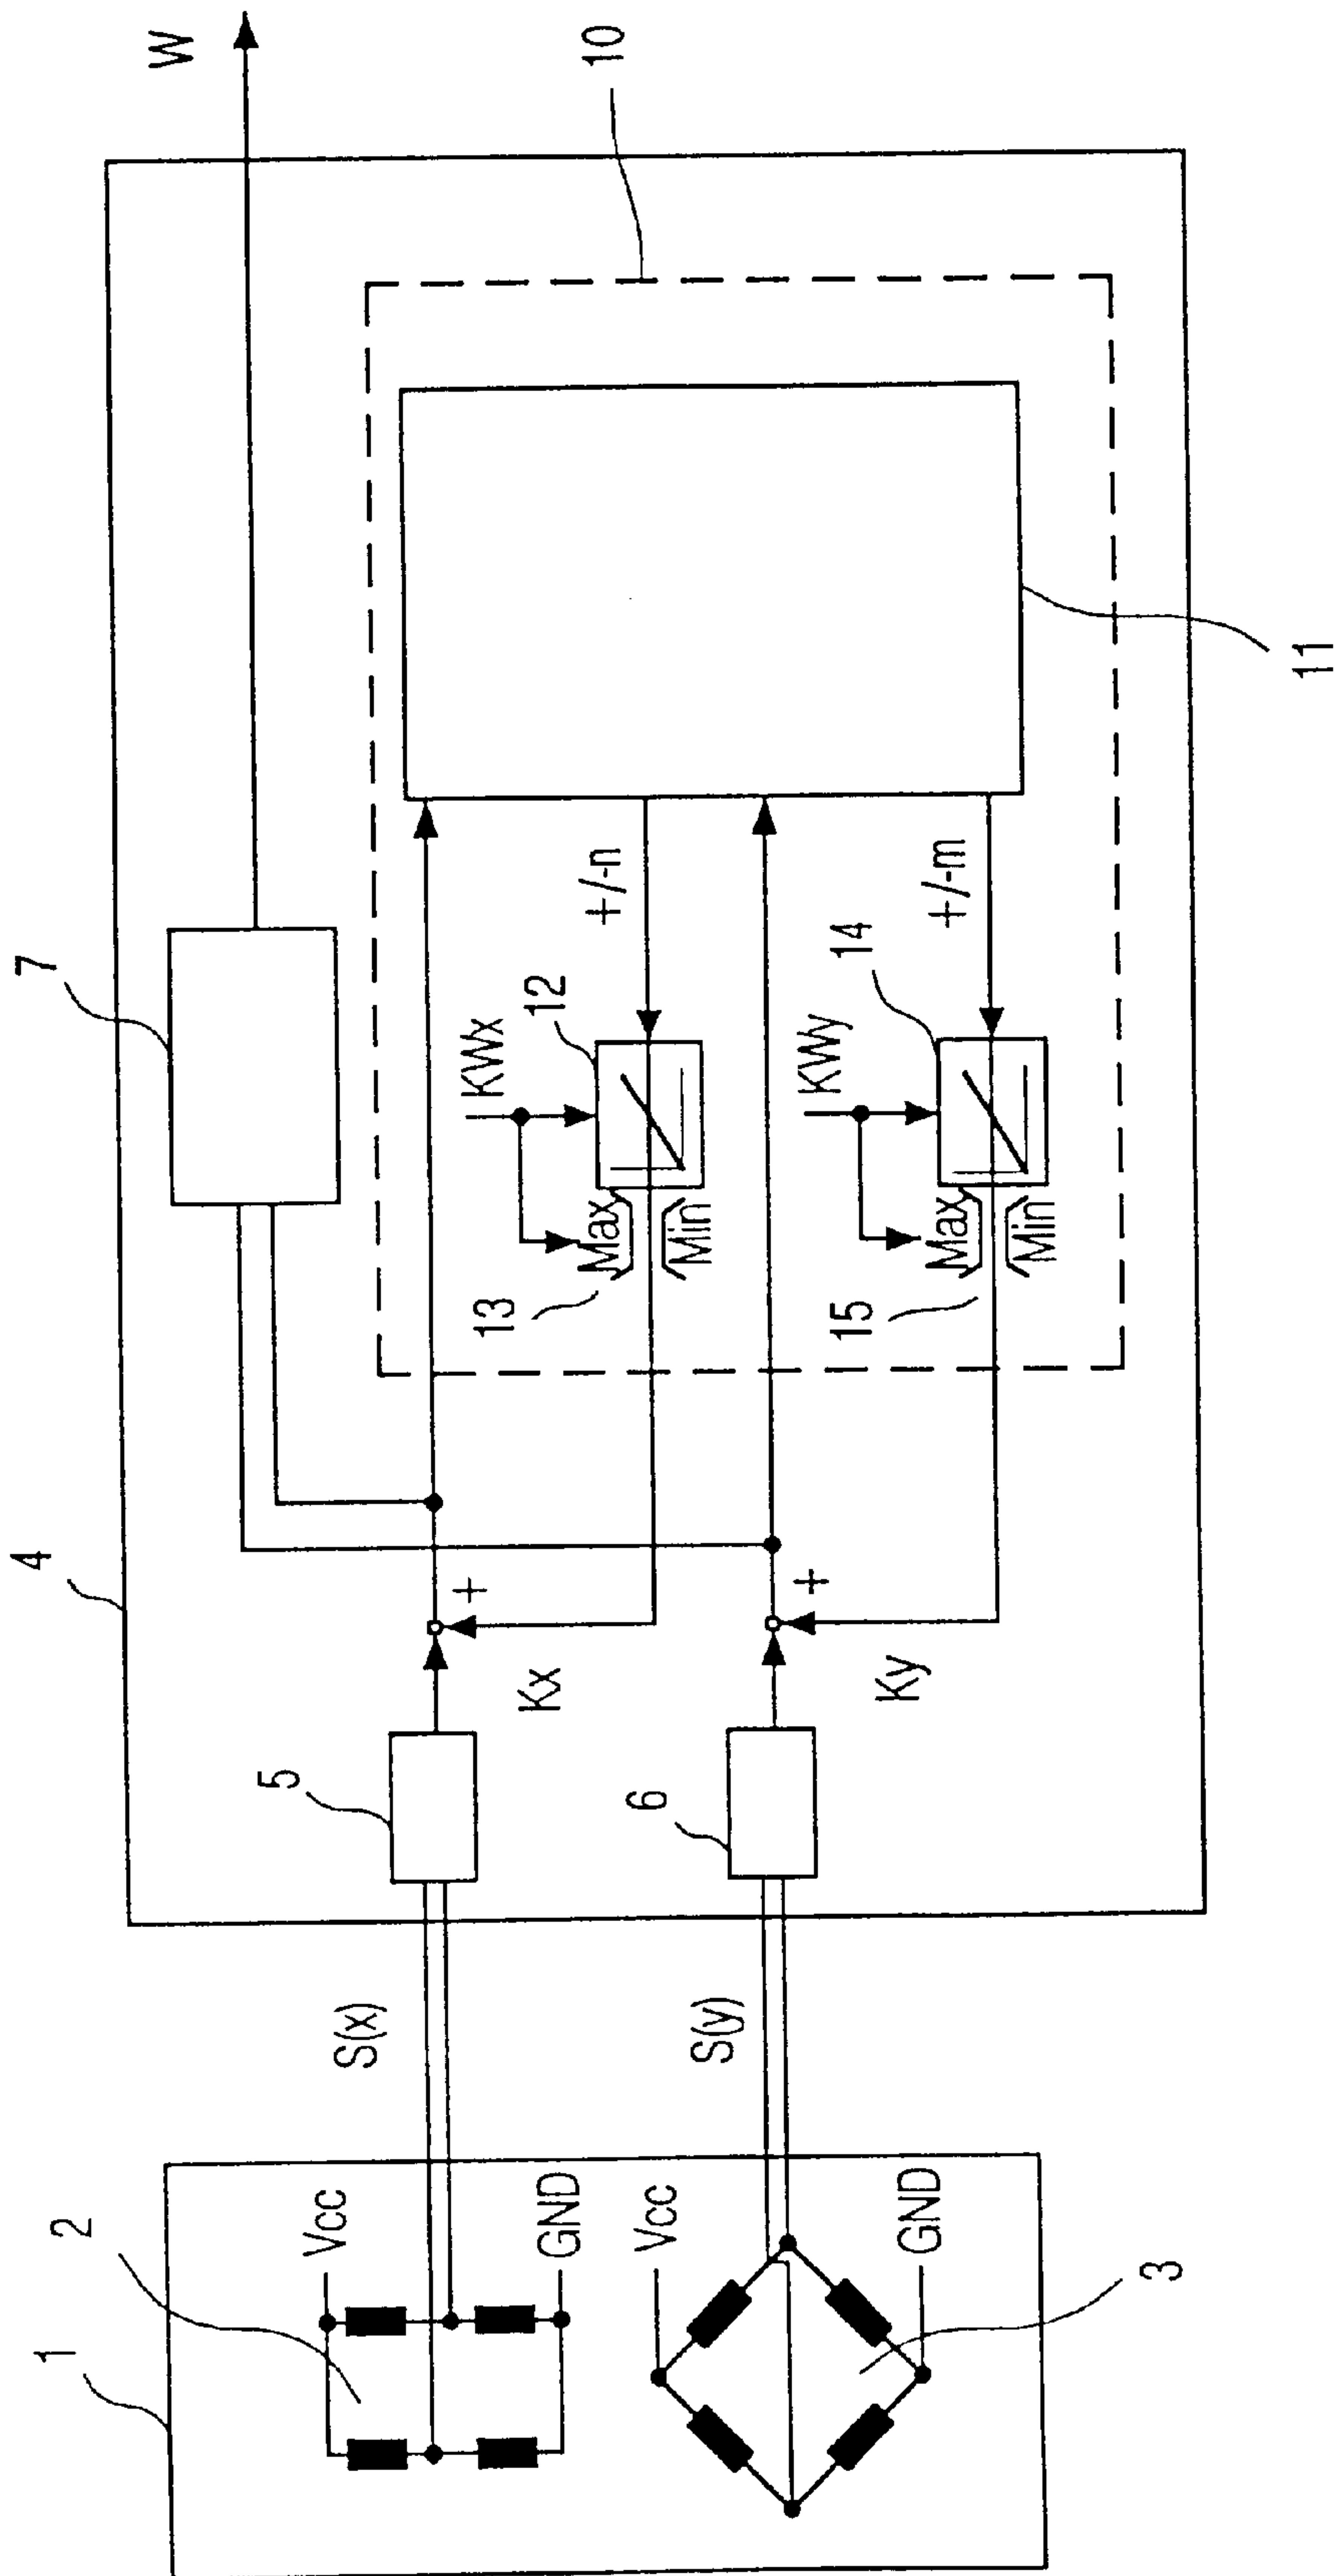 1
2
Vcc
GND
Vcc
GND
3
S(x)
S(y)
4
5
6
Kx
+
Ky
+
7
13
Max
Min
KWx
12
+/-n
15
Max
Min
KWy
14
+/-m
11
10
W